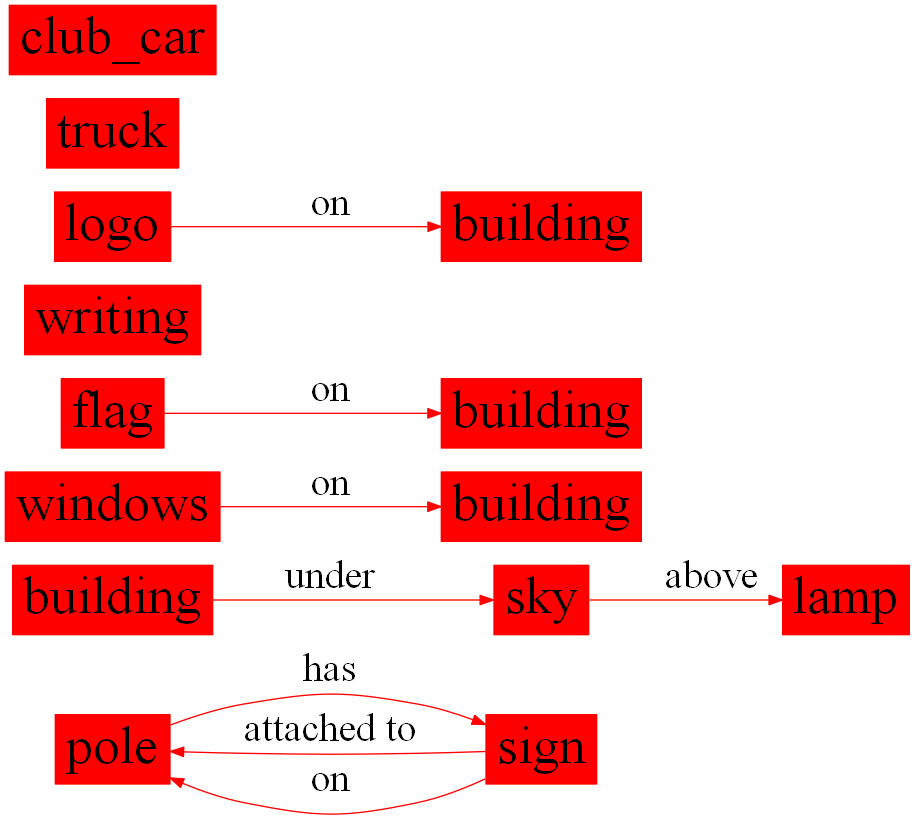 club_car
truck
logo on building
writing
flag on building
windows on building
building under sky above lamp
has
pole attached to sign
on